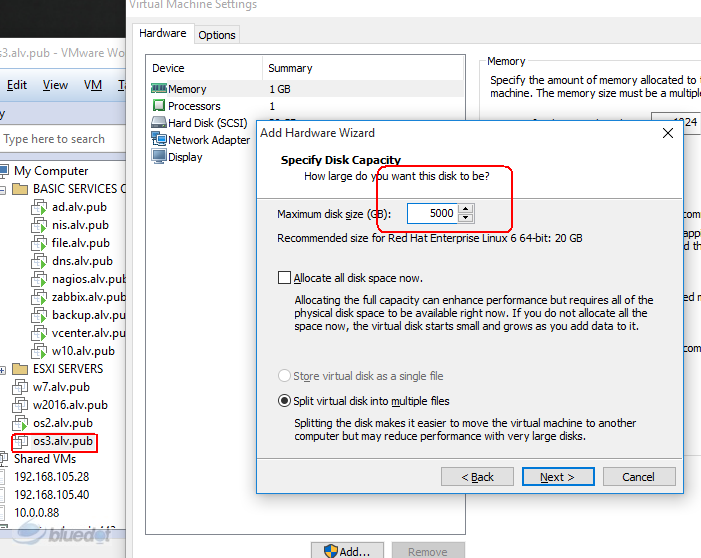 Virtual Machine Settings
s3.alv.pub - VMware Wo
Edit View VM
Type here to search
My Computer
BASIC SERVICES
ad.alv.pub
nis.alv.pub
file.alv.pub
dns.alv.pub
nagios.alv.pub
zabbix.alv.pub
backup.alv.pub
vcenter.alv.pub
w10.alv.pub
ESXI SERVERS
w7.alv.pub
w2016.alv.pub
os2.alv.pub
os3.alv.pub
Shared VMs
192.168.105.28
192.168.105.40
10.0.0.88
bluedot
Hardware Options
Device Summary
Memory 1 GB
Processors 1
Hard Disk (SCSI)
Network Adapter
Display
Memory
Specify the amount of memory allocated to
machine. The memory size must be a multiple
Add Hardware Wizard
Specify Disk Capacity
How large do you want this disk to be?
Maximum disk size (GB): 5000
Recommended size for Red Hat Enterprise Linux 6 64-bit: 20 GB
Allocate all disk space now.
Allocating the full capacity can enhance performance but requires all of the
physical disk space to be available right now. If you do not allocate all the
space now, the virtual disk starts small and grows as you add data to it.
Store virtual disk as a single file
Split virtual disk into multiple files
Splitting the disk makes it easier to move the virtual machine to another
computer but may reduce performance with very large disks.
< Back Next > Cancel
Add... Remove